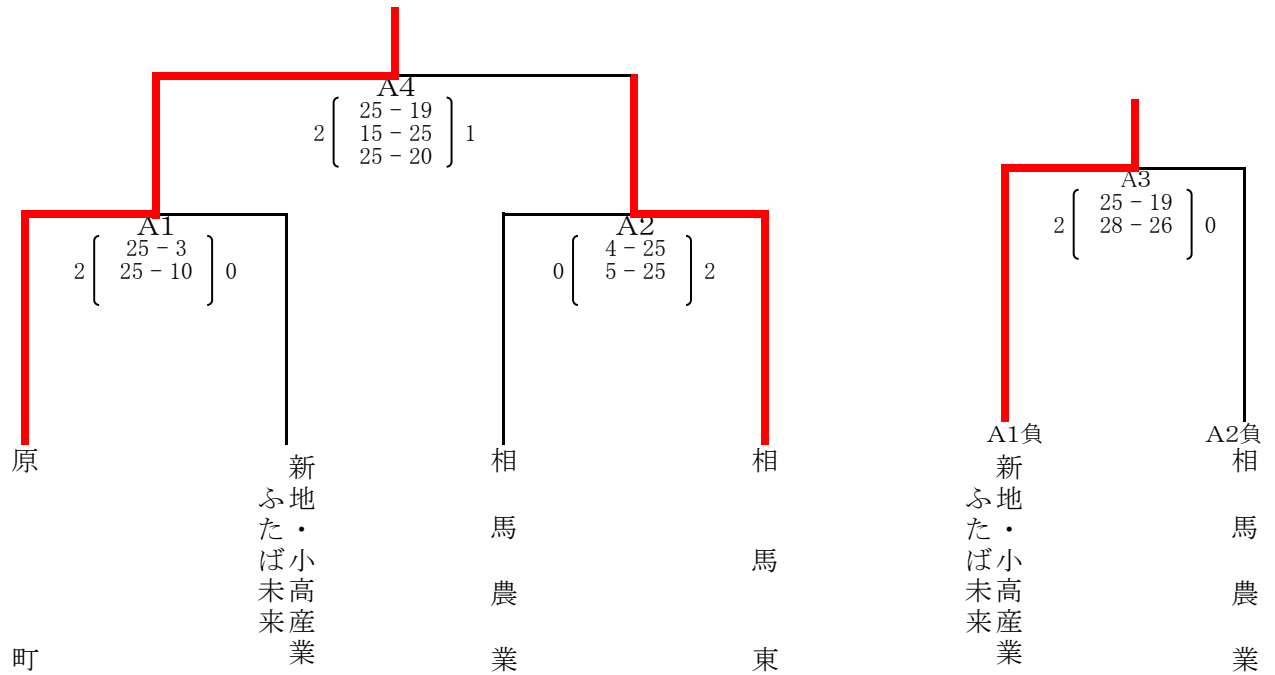 A4
25 − 19
2 15 − 25 1
25 − 20
A1
25 − 3
2 25 − 10 0
A2
4 − 25
0 5 − 25 2
A3
25 − 19
2 28 − 26 0
A1負
A2負
原町
新地・小高産業
ふたば未来
相馬農業
相馬東
新地・小高産業
ふたば未来
相馬農業